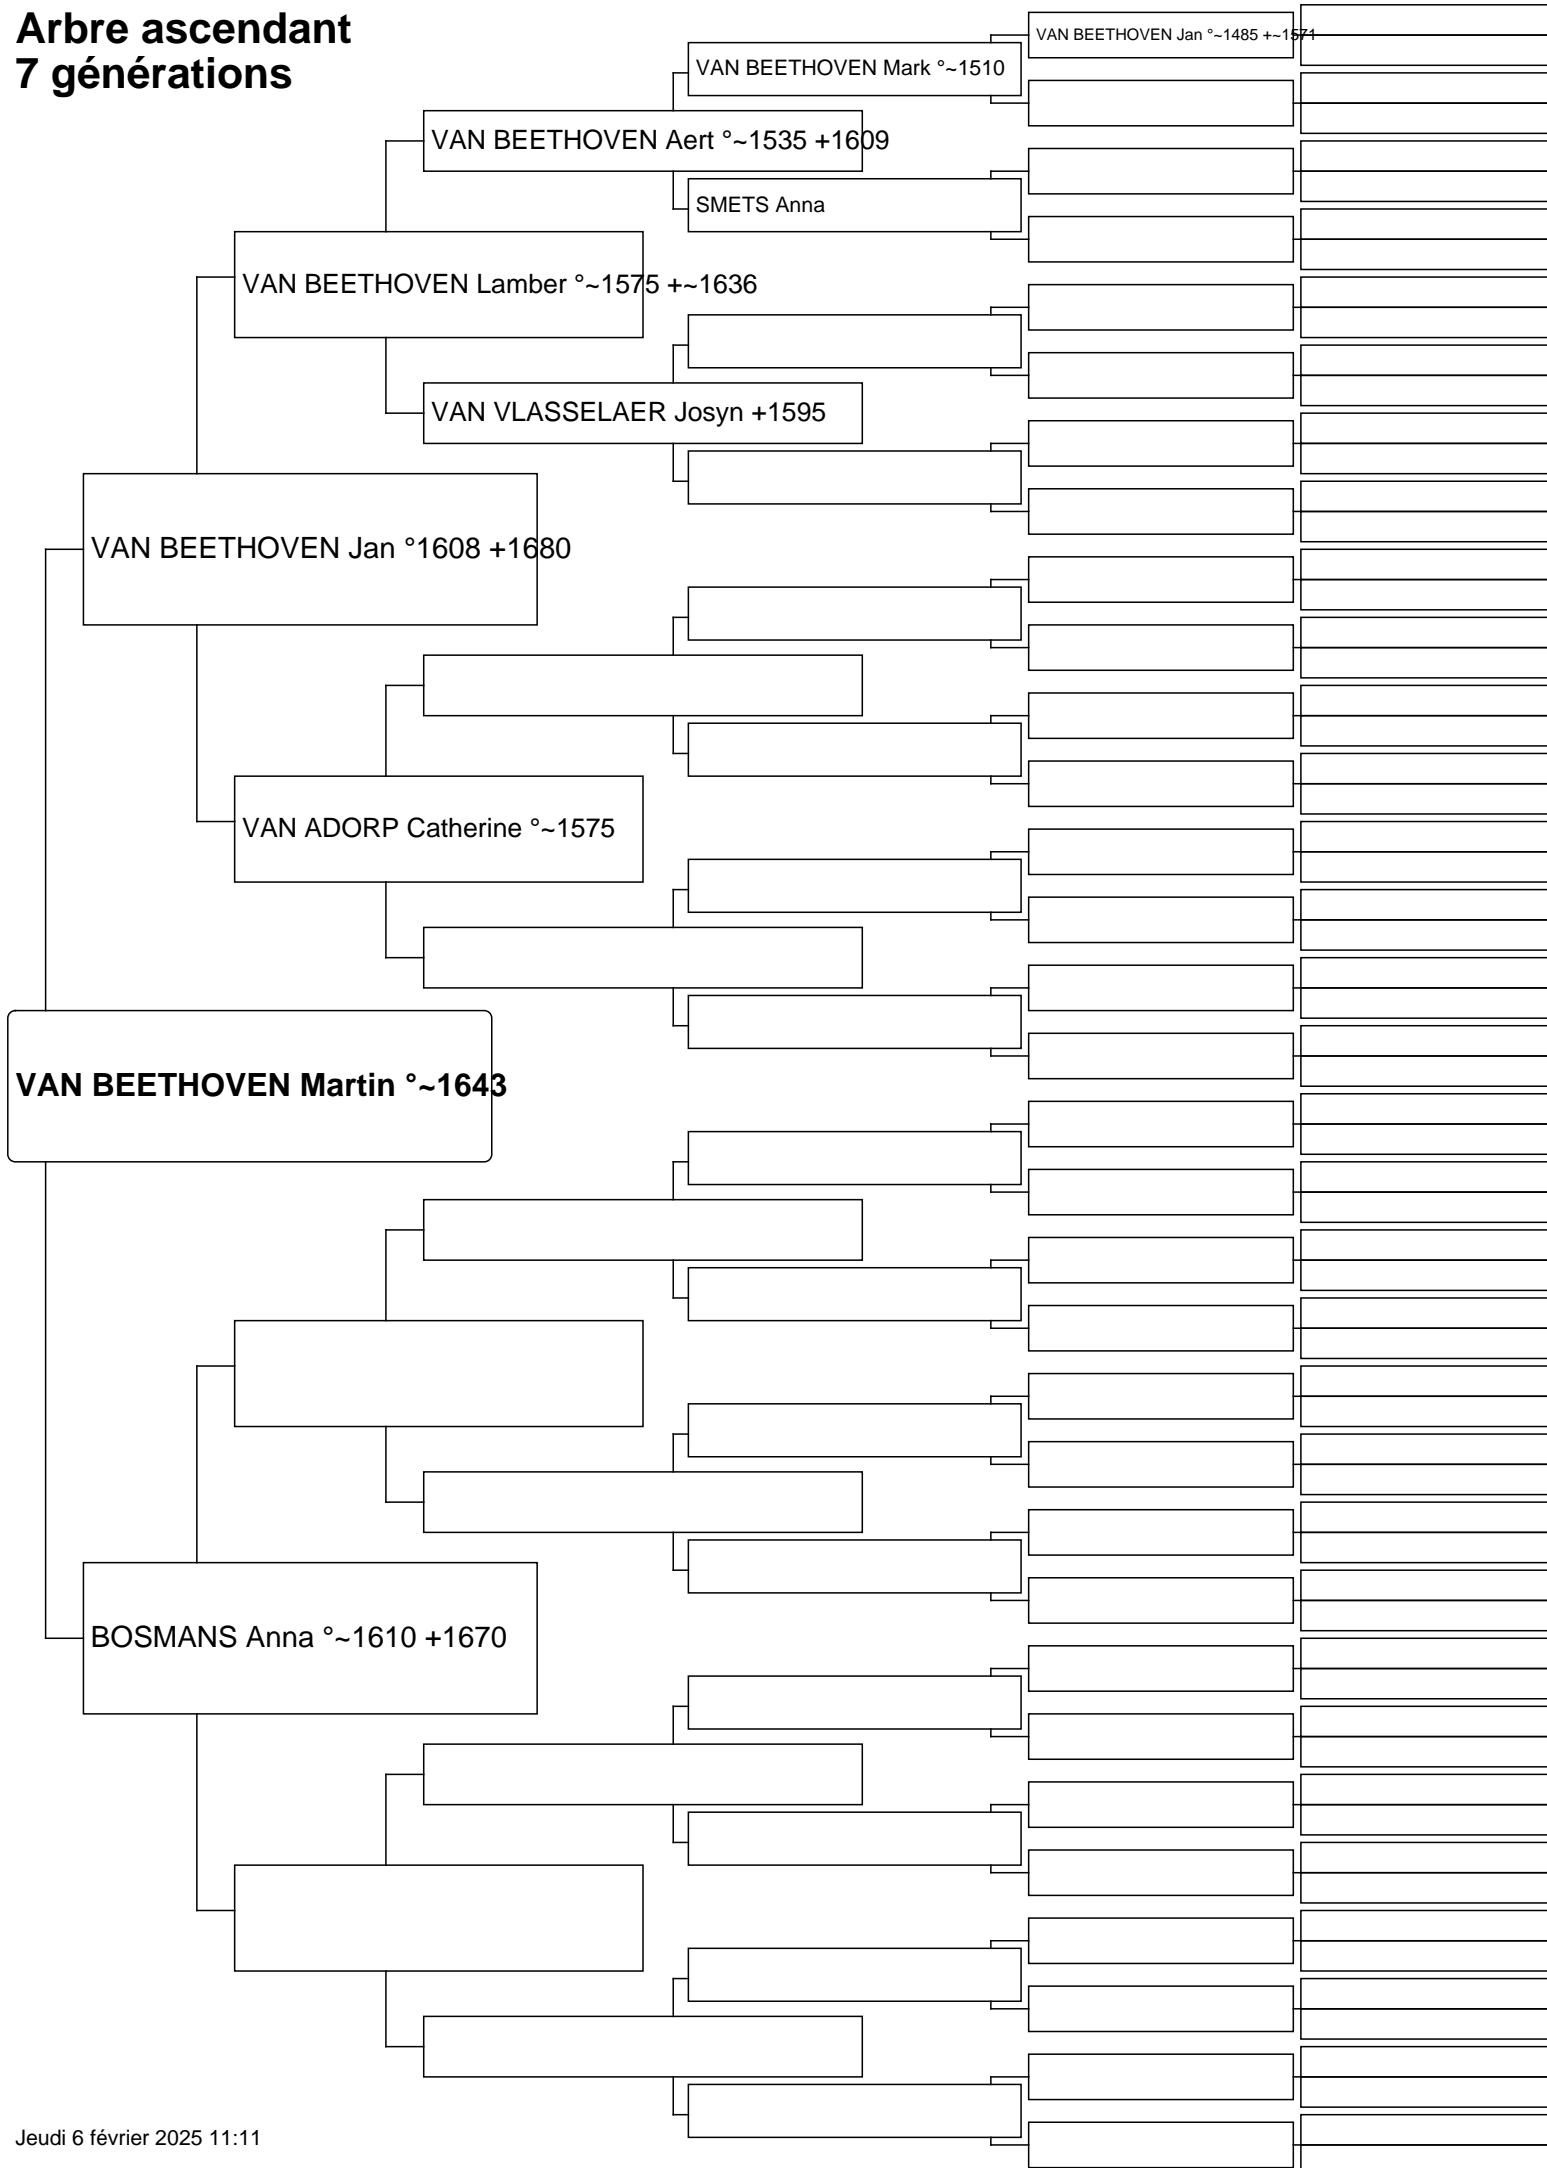 Arbre ascendant
7 générations
VAN BEETHOVEN Jan °~1485 +~1571
VAN BEETHOVEN Mark °~1510
VAN BEETHOVEN Aert °~1535 +1609
SMETS Anna
VAN BEETHOVEN Lamber °~1575 +~1636
VAN VLASSELAER Josyn +1595
VAN BEETHOVEN Jan °1608 +1680
VAN ADORP Catherine °~1575
VAN BEETHOVEN Martin °~1643
BOSMANS Anna °~1610 +1670
Jeudi 6 février 2025 11:11